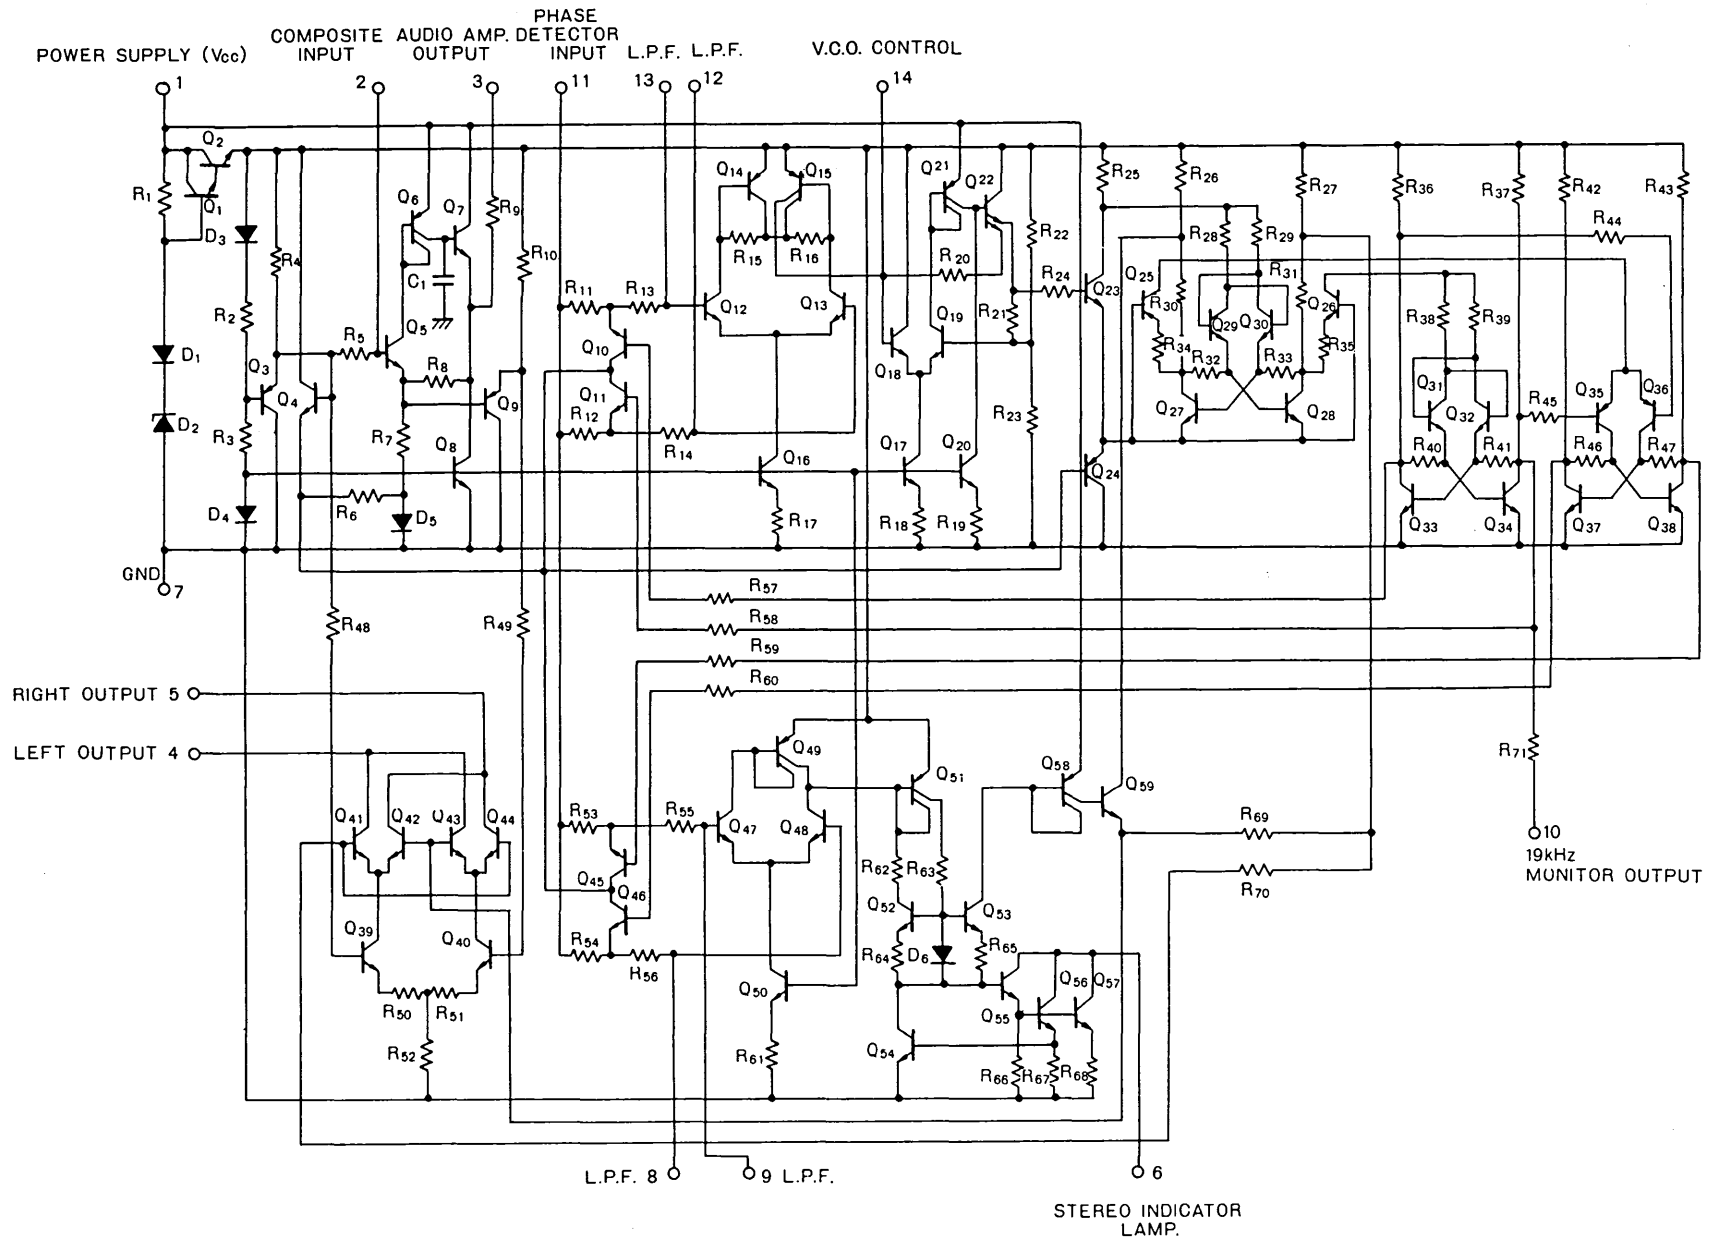 PHASE
COMPOSITE AUDIO AMP. DETECTOR
POWER SUPPLY (Vcc) INPUT OUTPUT INPUT L.P.F. L.P.F. V.C.O. CONTROL
1 2 3 11 13 12 14
Q2 Q1 R1 D3 R4 Q6 Q7 R9 R10 C1
Q14 Q15 R15 R16 Q21 Q22 R22 R20 R21 R24
R25 R26 R27 R28 R29 R31 R36 R37 R42 R43 R44
R2 D1 D2 Q3 Q4 R3 R5 Q5 R8 R7 Q8 Q9
R11 R13 Q12 Q13 Q10 Q11 R12 R14 Q18 Q19 R23
Q23 Q25 R30 Q29 Q30 Q26 R34 R32 R33 R35 Q27 Q28
R38 R39 Q31 Q32 R45 Q35 Q36 R40 R41 R46 R47
D4 R6 D5 Q16 R17 Q17 Q20 R18 R19 Q24 Q33 Q34 Q37 Q38
GND
7
R57
R48 R49 R58
R59
R60
RIGHT OUTPUT 5
LEFT OUTPUT 4
R71
Q49 Q51 Q58 Q59
Q41 Q42 Q43 Q44 R53 R55 Q47 Q48 R69 10
19kHz
MONITOR OUTPUT
Q45 Q46 R62 R63 R70
Q52 Q53
Q39 Q40 R54 R56 R64 D6 R65
R50 R51 Q50 Q55 Q56 Q57
R52 R61 Q54 R66 R67 R68
L.P.F. 8 9 L.P.F. 6
STEREO INDICATOR
LAMP.